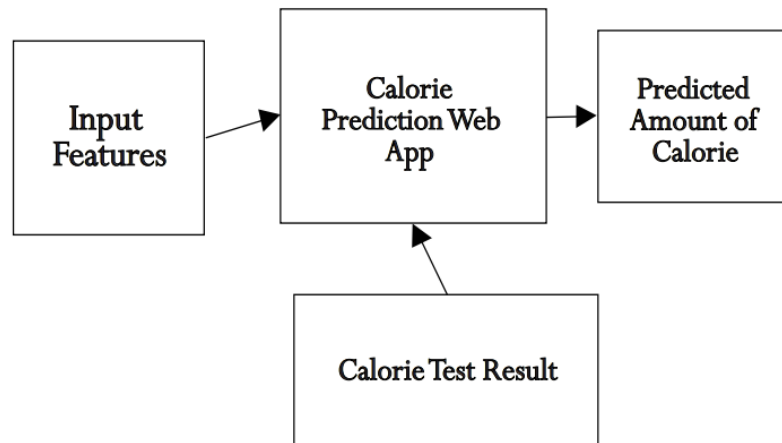 Input
Features
Calorie
Prediction Web
App
Predicted
Amount of
Calorie
Calorie Test Result